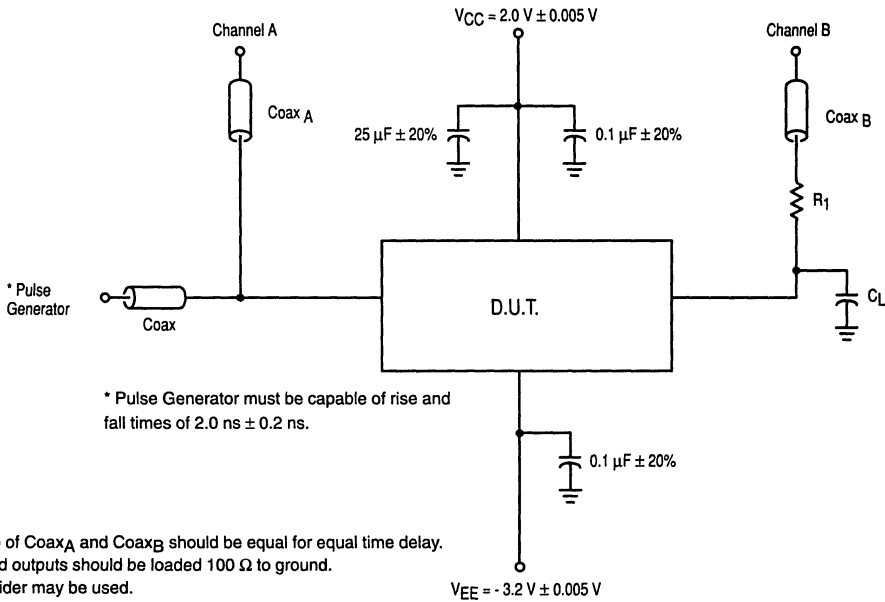 Channel A
VCC = 2.0 V ± 0.005 V
Channel B
Coax A
25 µF ± 20%
0.1 µF ± 20%
Coax B
R1
* Pulse
Generator
Coax
D.U.T.
CL
* Pulse Generator must be capable of rise and
fall times of 2.0 ns ± 0.2 ns.
0.1 µF ± 20%
of CoaxA and CoaxB should be equal for equal time delay.
outputs should be loaded 100 Ω to ground.
may be used.
VEE = - 3.2 V ± 0.005 V